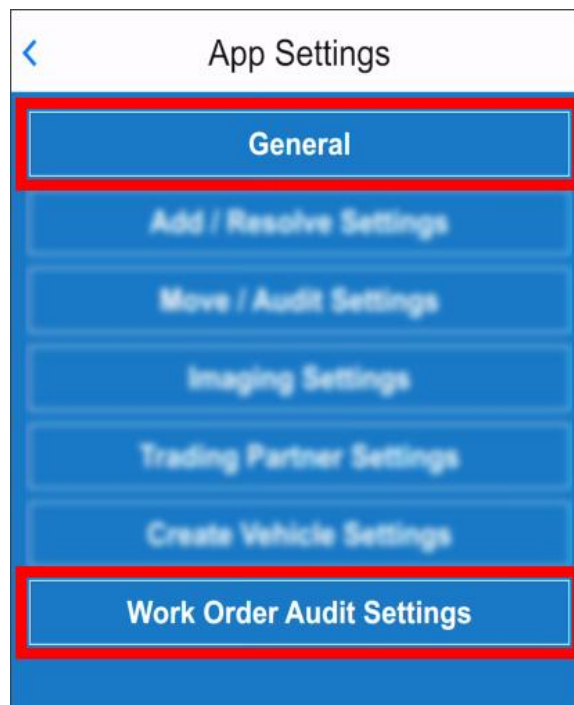 App Settings
General
Add / Resolve Settings
Move / Audit Settings
Imaging Settings
Trading Partner Settings
Create Vehicle Settings
Work Order Audit Settings